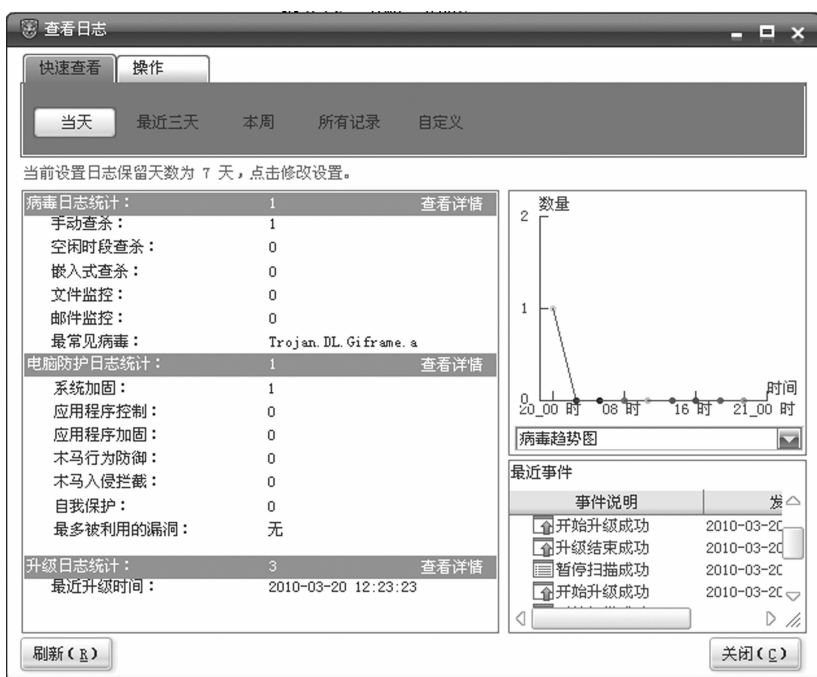 查看日志
快速查看 操作
当天 最近三天 本周 所有记录 自定义
当前设置日志保留天数为 7 天，点击修改设置。
病毒日志统计： 1 查看详情
手动查杀： 1
空闲时段查杀： 0
嵌入式查杀： 0
文件监控： 0
邮件监控： 0
最常见病毒： Trojan.DL.Giframe.a
电脑防护日志统计： 1 查看详情
系统加固： 1
应用程序控制： 0
应用程序加固： 0
木马行为防御： 0
木马入侵拦截： 0
自我保护： 0
最多被利用的漏洞： 无
升级日志统计： 3 查看详情
最近升级时间： 2010-03-20 12:23:23
数量
2
1
0
时间
20_00 时 08 时 16 时 21_00 时
病毒趋势图
最近事件
事件说明 发
开始升级成功 2010-03-20
升级结束成功 2010-03-20
暂停扫描成功 2010-03-20
开始升级成功 2010-03-20
刷新(R) 关闭(C)